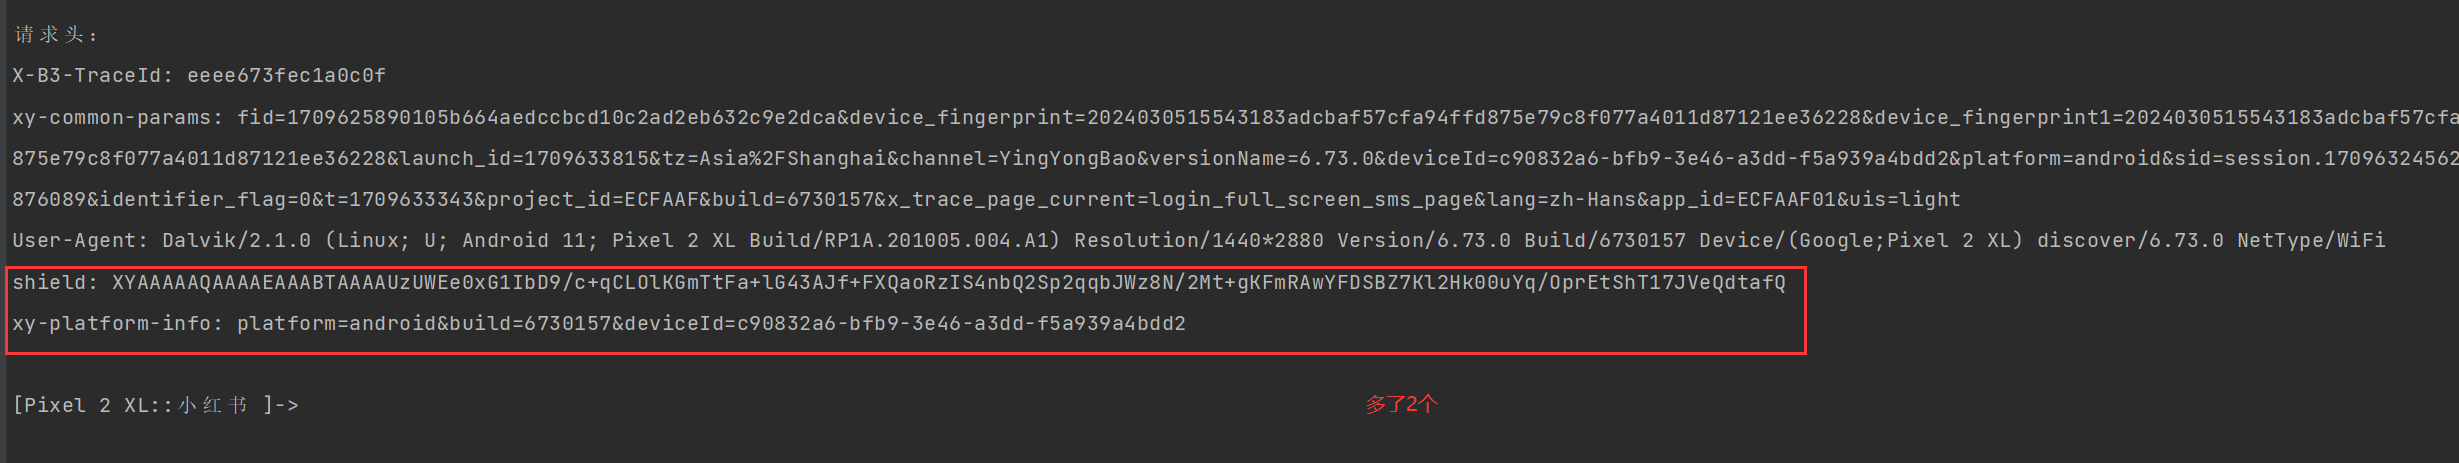 请求头：
X-B3-TraceId: eeee673fec1a0c0f
xy-common-params: fid=1709625890105b664aedccbcd10c2ad2eb632c9e2dca&device_fingerprint=2024030515543183adcbaf57cfa94ffd875e79c8f077a4011d87121ee36228&device_fingerprint1=2024030515543183adcbaf57cfa
875e79c8f077a4011d87121ee36228&launch_id=1709633815&tz=Asia%2FShanghai&channel=YingYongBao&versionName=6.73.0&deviceId=c90832a6-bfb9-3e46-a3dd-f5a939a4bdd2&platform=android&sid=session.17096324562
876089&identifier_flag=0&t=1709633343&project_id=ECFAAF&build=6730157&x_trace_page_current=login_full_screen_sms_page&lang=zh-Hans&app_id=ECFAAF01&uis=light
User-Agent: Dalvik/2.1.0 (Linux; U; Android 11; Pixel 2 XL Build/RP1A.201005.004.A1) Resolution/1440*2880 Version/6.73.0 Build/6730157 Device/(Google;Pixel 2 XL) discover/6.73.0 NetType/WiFi
shield: XYAAAAAQAAAAEAAABTAAAAUzUWEe0xG1IbD9/c+qCLOlKGmTtFa+lG43AJf+FXQaoRzIS4nbQ2Sp2qqbJWz8N/2Mt+gKFmRAwYFDSBZ7Kl2Hk00uYq/OprEtShT17JVeQdtafQ
xy-platform-info: platform=android&build=6730157&deviceId=c90832a6-bfb9-3e46-a3dd-f5a939a4bdd2
[Pixel 2 XL::小红书 ]->
多了2个